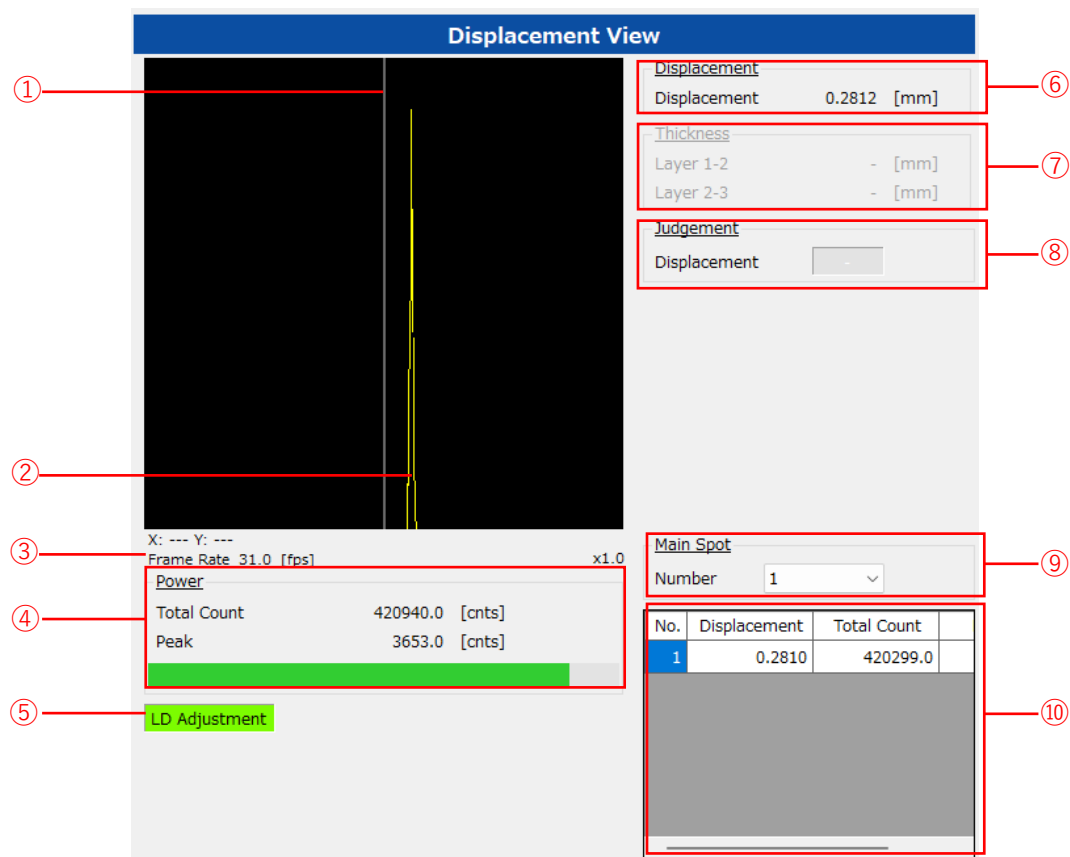 Displacement View
①
②
X: --- Y: ---
③
Frame Rate 31.0 [fps]
x1.0
④
Power
Total Count 420940.0 [cnts]
Peak 3653.0 [cnts]
⑤
LD Adjustment
Displacement
Displacement 0.2812 [mm]
⑥
Thickness
Layer 1-2 - [mm]
Layer 2-3 - [mm]
⑦
Judgement
Displacement -
⑧
Main Spot
Number 1
⑨
No. Displacement Total Count
1 0.2810 420299.0
⑩